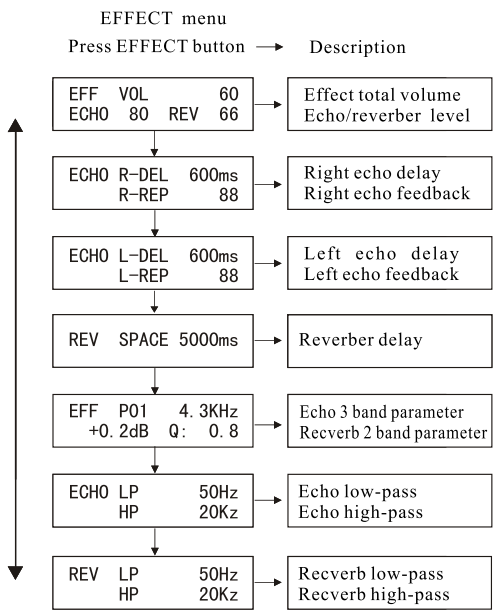 EFFECT menu
Press EFFECT button → Description
EFF VOL 60
ECHO 80 REV 66
Effect total volume
Echo/reverber level
ECHO R-DEL 600ms
R-REP 88
Right echo delay
Right echo feedback
ECHO L-DEL 600ms
L-REP 88
Left echo delay
Left echo feedback
REV SPACE 5000ms
Reverber delay
EFF P01 4.3KHz
+0.2dB Q: 0.8
Echo 3 band parameter
Recverb 2 band parameter
ECHO LP 50Hz
HP 20Kz
Echo low-pass
Echo high-pass
REV LP 50Hz
HP 20Kz
Recverb low-pass
Recverb high-pass